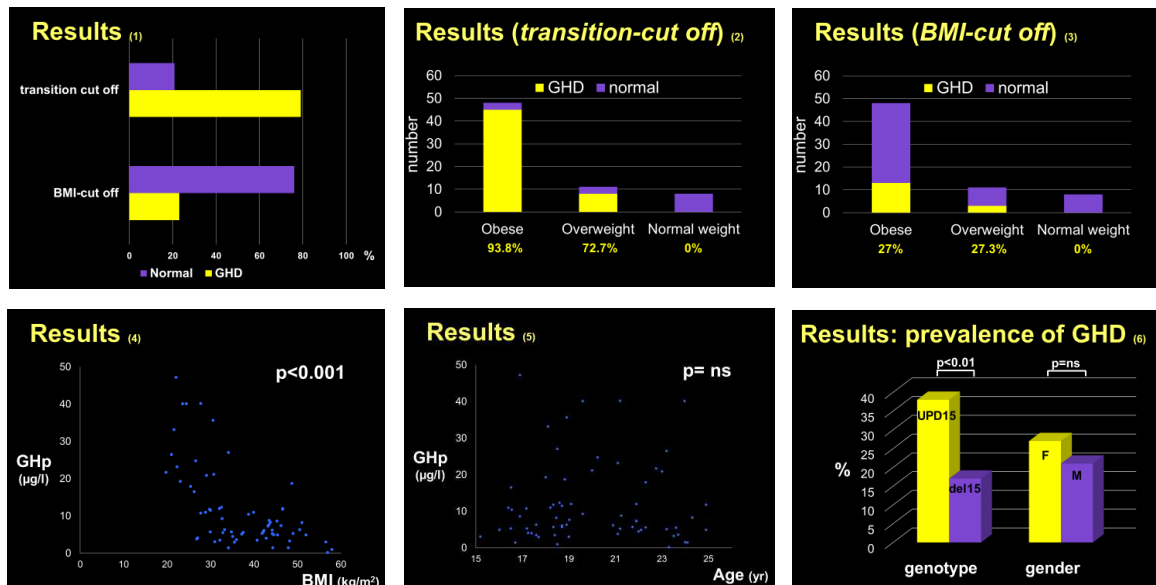 Results (1)
transition cut off
BMI-cut off
0 20 40 60 80 100 %
Normal GHD
Results (transition-cut off) (2)
60
GHD normal
50
40
30
20
10
0
number
Obese Overweight Normal weight
93.8% 72.7% 0%
Results (BMI-cut off) (3)
60
GHD normal
50
40
30
20
10
0
number
Obese Overweight Normal weight
27% 27.3% 0%
Results (4)
p<0.001
50
40
30
20
10
0
GHp
(µg/l)
0 10 20 30 40 50 60
BMI (kg/m²)
Results (5)
p= ns
50
40
30
20
10
0
GHp
(µg/l)
15 17 19 21 23 25
Age (yr)
Results: prevalence of GHD (6)
p<0.01 p=ns
40
35
30
25
20
15
10
5
0
%
UPD15
del15
F
M
genotype gender